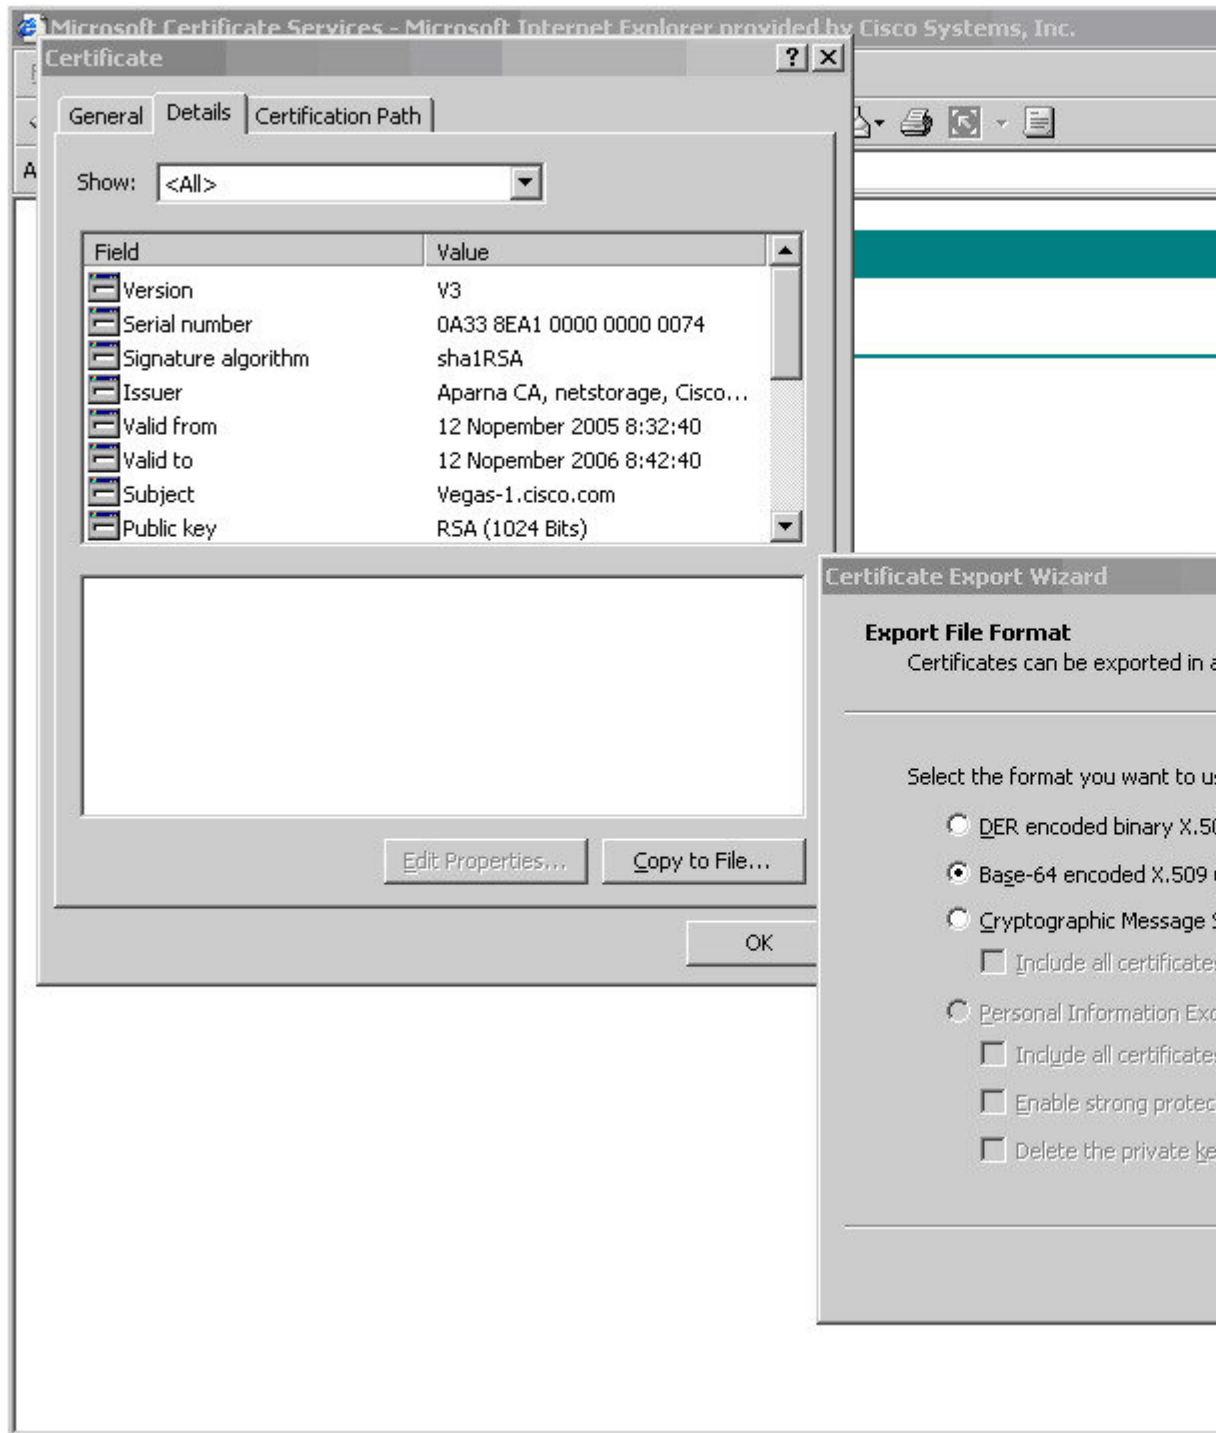 Microsoft Certificate Services - Microsoft Internet Explorer provided by Cisco Systems, Inc.
Certificate
General Details Certification Path
A
Show: <All>
Field Value
Version V3
Serial number 0A33 8EA1 0000 0000 0074
Signature algorithm sha1RSA
Issuer Aparna CA, netstorage, Cisco...
Valid from 12 Nopember 2005 8:32:40
Valid to 12 Nopember 2006 8:42:40
Subject Vegas-1.cisco.com
Public key RSA (1024 Bits)
Edit Properties... Copy to File...
OK
Certificate Export Wizard
Export File Format
Certificates can be exported in a
Select the format you want to us
DER encoded binary X.50
Base-64 encoded X.509
Cryptographic Message S
Include all certificates
Personal Information Exc
Include all certificates
Enable strong protec
Delete the private ke